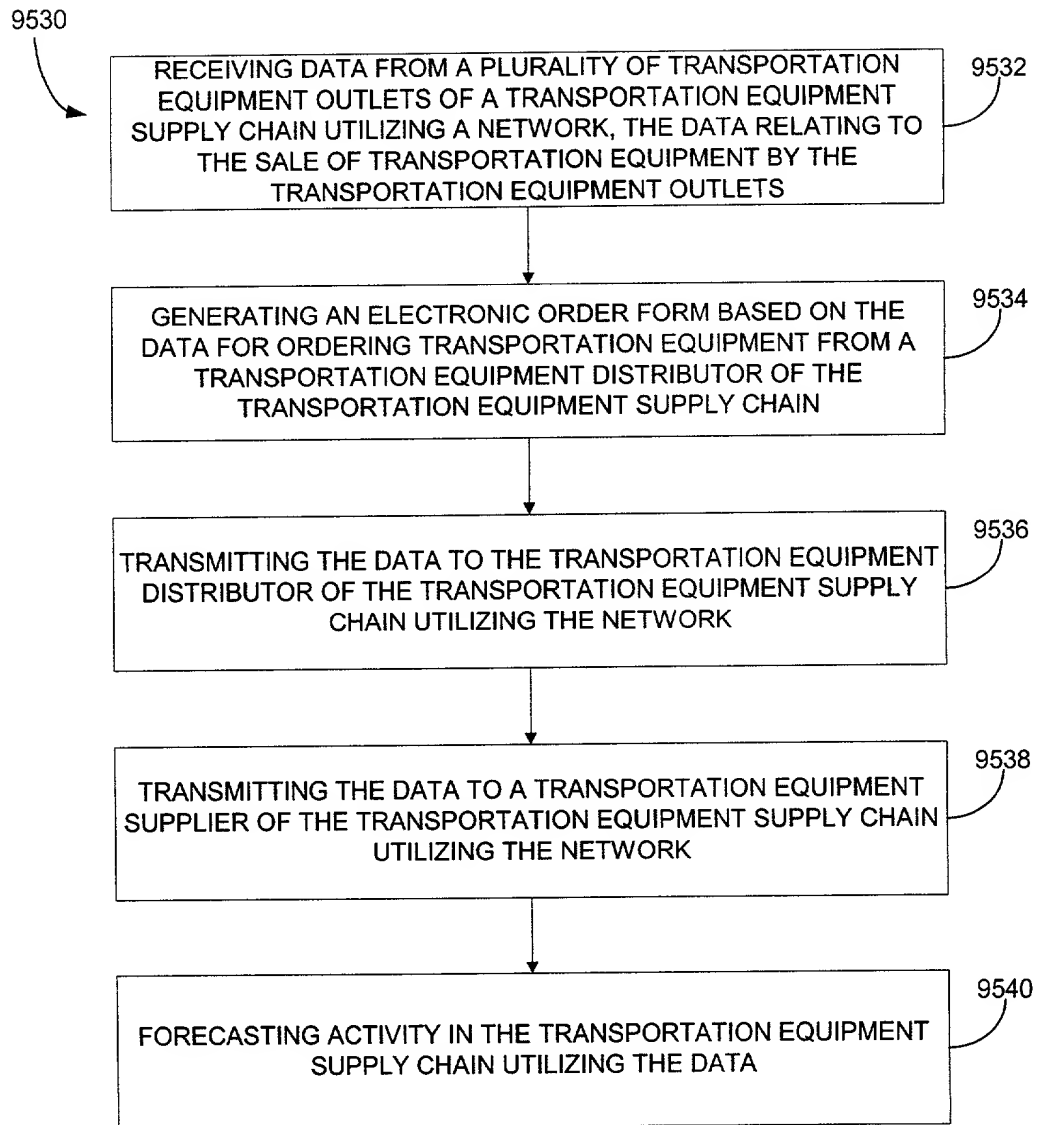 9530
RECEIVING DATA FROM A PLURALITY OF TRANSPORTATION
EQUIPMENT OUTLETS OF A TRANSPORTATION EQUIPMENT
SUPPLY CHAIN UTILIZING A NETWORK, THE DATA RELATING TO
THE SALE OF TRANSPORTATION EQUIPMENT BY THE
TRANSPORTATION EQUIPMENT OUTLETS
9532
GENERATING AN ELECTRONIC ORDER FORM BASED ON THE
DATA FOR ORDERING TRANSPORTATION EQUIPMENT FROM A
TRANSPORTATION EQUIPMENT DISTRIBUTOR OF THE
TRANSPORTATION EQUIPMENT SUPPLY CHAIN
9534
TRANSMITTING THE DATA TO THE TRANSPORTATION EQUIPMENT
DISTRIBUTOR OF THE TRANSPORTATION EQUIPMENT SUPPLY
CHAIN UTILIZING THE NETWORK
9536
TRANSMITTING THE DATA TO A TRANSPORTATION EQUIPMENT
SUPPLIER OF THE TRANSPORTATION EQUIPMENT SUPPLY CHAIN
UTILIZING THE NETWORK
9538
FORECASTING ACTIVITY IN THE TRANSPORTATION EQUIPMENT
SUPPLY CHAIN UTILIZING THE DATA
9540